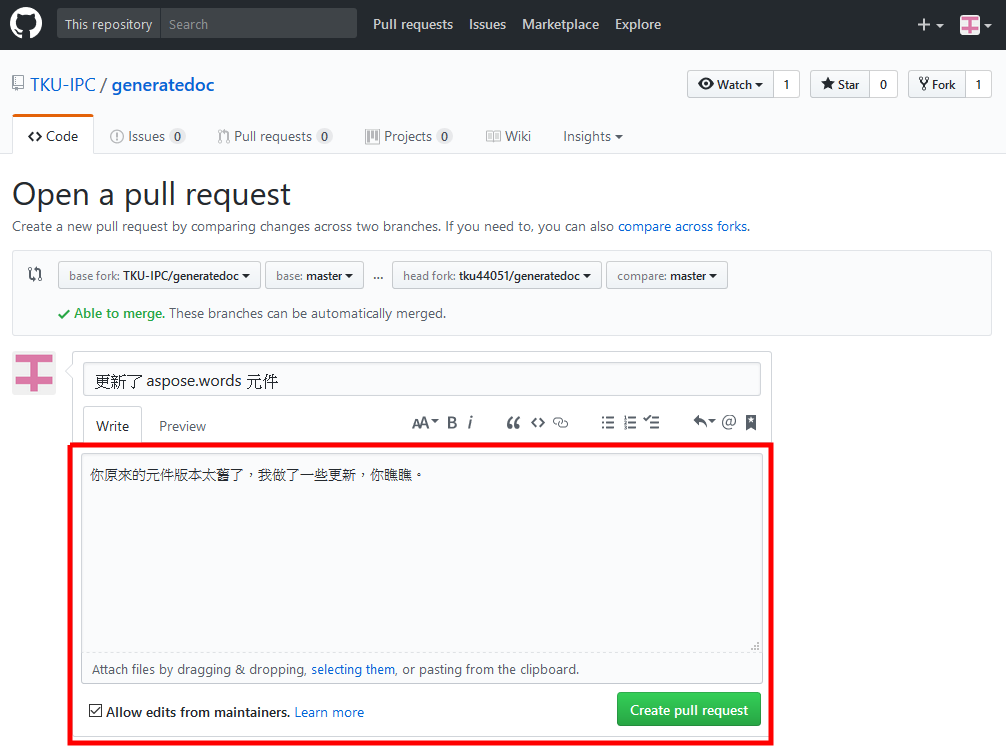 This repository Search Pull requests Issues Marketplace Explore
TKU-IPC / generatedoc Watch 1 Star 0 Fork 1
Code Issues 0 Pull requests 0 Projects 0 Wiki Insights
Open a pull request
Create a new pull request by comparing changes across two branches. If you need to, you can also compare across forks.
base fork: TKU-IPC/generatedoc base: master ... head fork: tku44051/generatedoc compare: master
Able to merge. These branches can be automatically merged.
更新了 aspose.words 元件
Write Preview AA B i “ <> @
你原來的元件版本太舊了，我做了一些更新，你瞧瞧。
Attach files by dragging & dropping, selecting them, or pasting from the clipboard.
Allow edits from maintainers. Learn more Create pull request